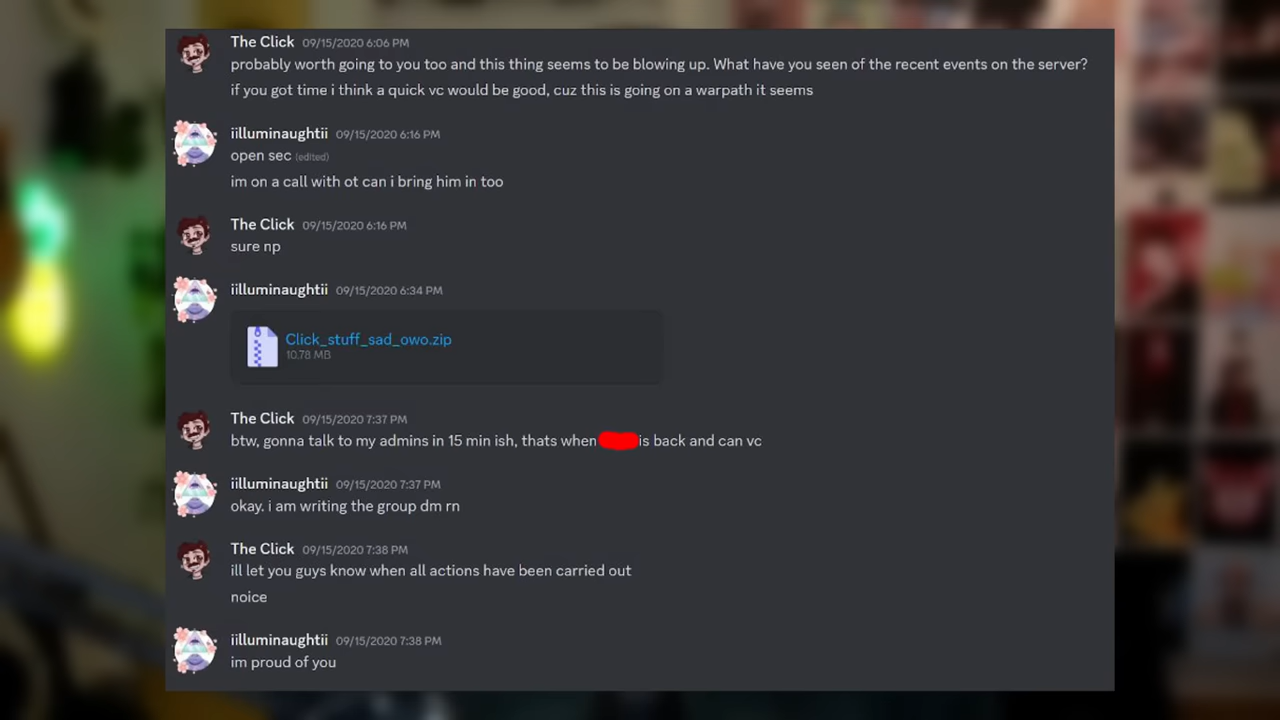 The Click 09/15/2020 6:06 PM
probably worth going to you too and this thing seems to be blowing up. What have you seen of the recent events on the server?
if you got time i think a quick vc would be good, cuz this is going on a warpath it seems
iilluminaughtii 09/15/2020 6:16 PM
open sec (edited)
im on a call with ot can i bring him in too
The Click 09/15/2020 6:16 PM
sure np
iilluminaughtii 09/15/2020 6:34 PM
Click_stuff_sad_owo.zip
10.78 MB
The Click 09/15/2020 7:37 PM
btw, gonna talk to my admins in 15 min ish, thats when is back and can vc
iilluminaughtii 09/15/2020 7:37 PM
okay. i am writing the group dm rn
The Click 09/15/2020 7:38 PM
ill let you guys know when all actions have been carried out
noice
iilluminaughtii 09/15/2020 7:38 PM
im proud of you